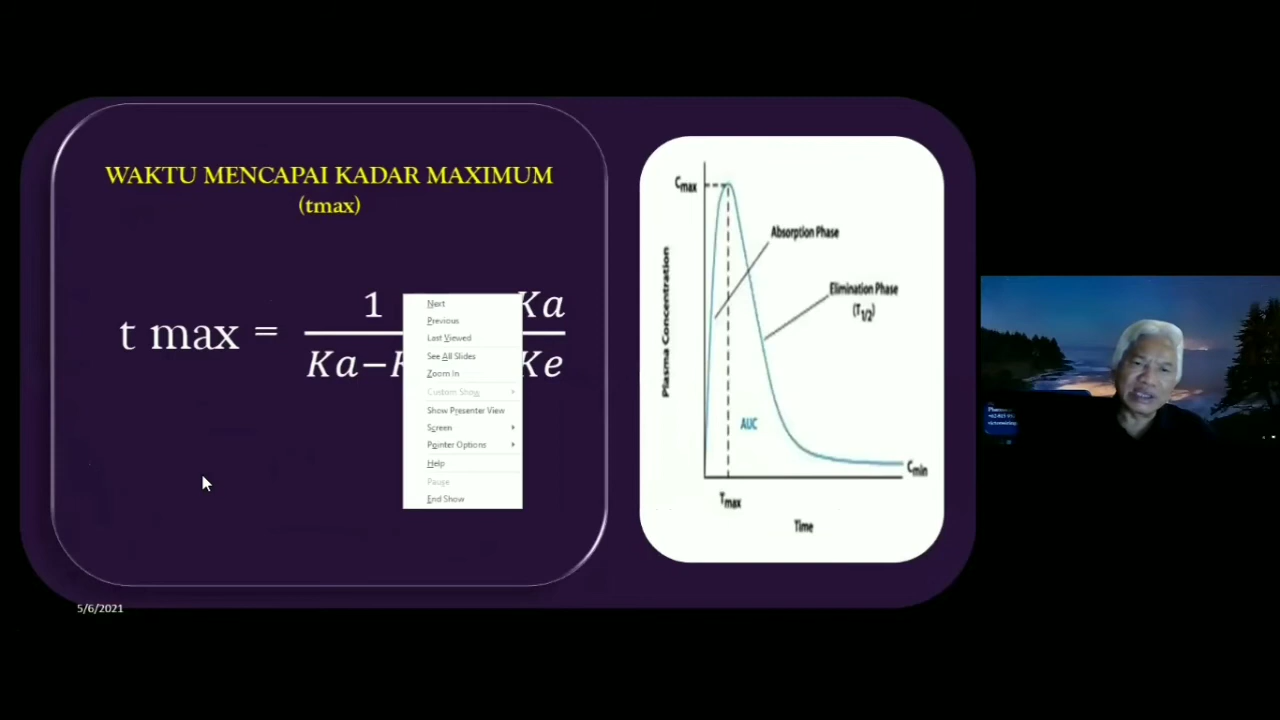 WAKTU MENCAPAI KADAR MAXIMUM
(tmax)
t max = 1 Ka
Ka− Ke
Next
Previous
Last Viewed
See All Slides
Zoom In
Custom Show
Show Presenter View
Screen
Pointer Options
Help
Pause
End Show
5/6/2021
Cmax
Absorption Phase
Elimination Phase
(T1/2)
Plasma Concentration
AUC
Cmin
Tmax
Time